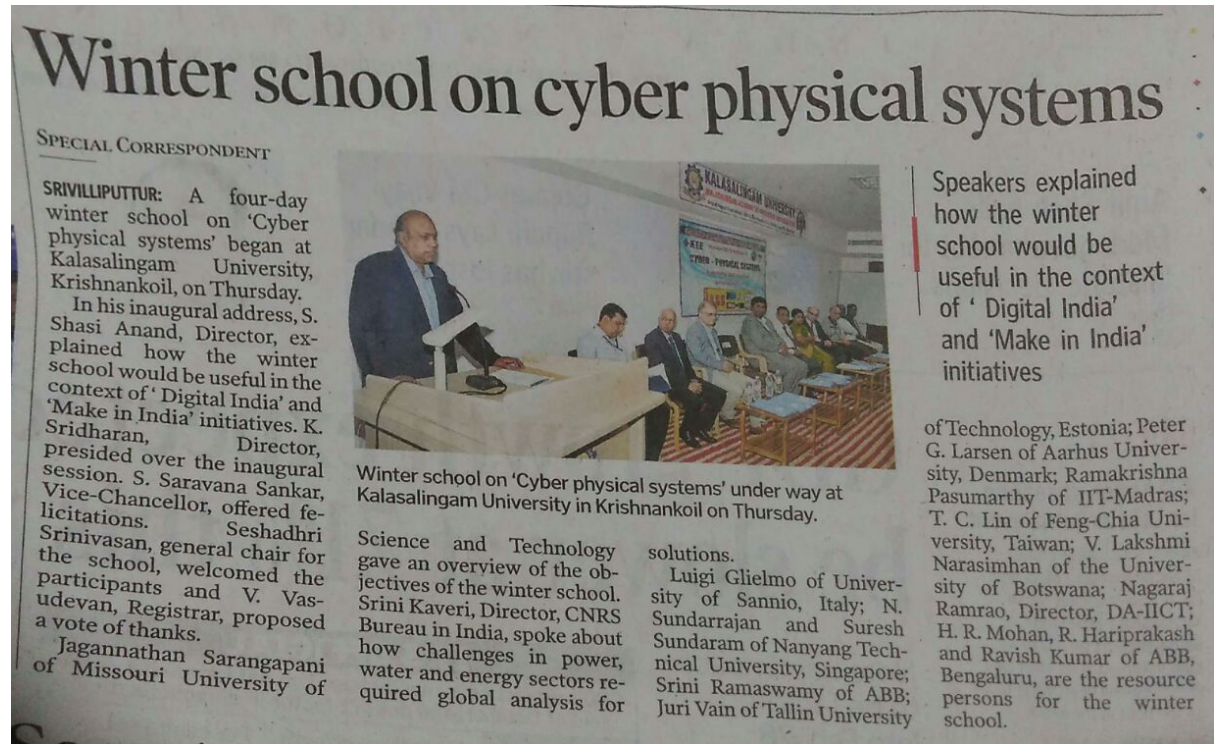 Winter school on cyber physical systems
SPECIAL CORRESPONDENT
SRIVILLIPUTTUR: A four-day
winter school on ‘Cyber
physical systems’ began at
Kalasalingam University,
Krishnankoil, on Thursday.
In his inaugural address, S.
Shasi Anand, Director, ex-
plained how the winter
school would be useful in the
context of ‘ Digital India’ and
‘Make in India’ initiatives. K.
Sridharan, Director,
presided over the inaugural
session. S. Saravana Sankar,
Vice-Chancellor, offered fe-
licitations. Seshadhri
Srinivasan, general chair for
the school, welcomed the
participants and V. Vas-
udevan, Registrar, proposed
a vote of thanks.
Jagannathan Sarangapani
of Missouri University of
KALASALINGAM UNIVERSITY
IEEE
CYBER - PHYSICAL SYSTEMS
Winter school on ‘Cyber physical systems’ under way at
Kalasalingam University in Krishnankoil on Thursday.
Science and Technology
gave an overview of the ob-
jectives of the winter school.
Srini Kaveri, Director, CNRS
Bureau in India, spoke about
how challenges in power,
water and energy sectors re-
quired global analysis for
solutions.
Luigi Glielmo of Univer-
sity of Sannio, Italy; N.
Sundarrajan and Suresh
Sundaram of Nanyang Tech-
nical University, Singapore;
Srini Ramaswamy of ABB;
Juri Vain of Tallin University
Speakers explained
how the winter
school would be
useful in the context
of ‘ Digital India’
and ‘Make in India’
initiatives
of Technology, Estonia; Peter
G. Larsen of Aarhus Univer-
sity, Denmark; Ramakrishna
Pasumarthy of IIT-Madras;
T. C. Lin of Feng-Chia Uni-
versity, Taiwan; V. Lakshmi
Narasimhan of the Univer-
sity of Botswana; Nagaraj
Ramrao, Director, DA-IICT;
H. R. Mohan, R. Hariprakash
and Ravish Kumar of ABB,
Bengaluru, are the resource
persons for the winter
school.